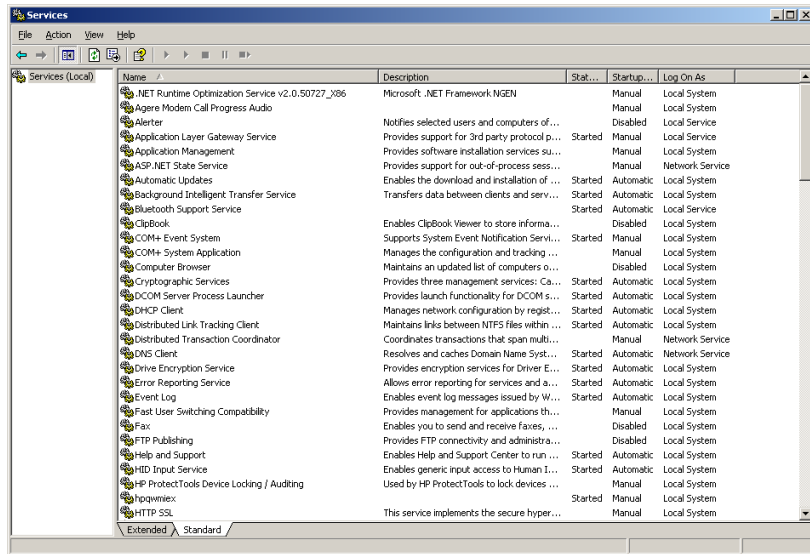 Services
File Action View Help
Services (Local)
Name Description Stat... Startup... Log On As
.NET Runtime Optimization Service v2.0.50727_X86 Microsoft .NET Framework NGEN Manual Local System
Agere Modem Call Progress Audio Manual Local System
Alerter Notifies selected users and computers of... Disabled Local Service
Application Layer Gateway Service Provides support for 3rd party protocol p... Started Manual Local Service
Application Management Provides software installation services su... Manual Local System
ASP.NET State Service Provides support for out-of-process sess... Manual Network Service
Automatic Updates Enables the download and installation of ... Started Automatic Local System
Background Intelligent Transfer Service Transfers data between clients and serv... Started Automatic Local System
Bluetooth Support Service Started Automatic Local Service
ClipBook Enables ClipBook Viewer to store informa... Disabled Local System
COM+ Event System Supports System Event Notification Servi... Started Manual Local System
COM+ System Application Manages the configuration and tracking ... Manual Local System
Computer Browser Maintains an updated list of computers o... Disabled Local System
Cryptographic Services Provides three management services: Ca... Started Automatic Local System
DCOM Server Process Launcher Provides launch functionality for DCOM s... Started Automatic Local System
DHCP Client Manages network configuration by regist... Started Automatic Local System
Distributed Link Tracking Client Maintains links between NTFS files within ... Started Automatic Local System
Distributed Transaction Coordinator Coordinates transactions that span multi... Manual Network Service
DNS Client Resolves and caches Domain Name Syst... Started Automatic Network Service
Drive Encryption Service Provides encryption services for Driver E... Started Automatic Local System
Error Reporting Service Allows error reporting for services and a... Started Automatic Local System
Event Log Enables event log messages issued by W... Started Automatic Local System
Fast User Switching Compatibility Provides management for applications th... Manual Local System
Fax Enables you to send and receive faxes, ... Disabled Local System
FTP Publishing Provides FTP connectivity and administra... Disabled Local System
Help and Support Enables Help and Support Center to run ... Started Automatic Local System
HID Input Service Enables generic input access to Human I... Started Automatic Local System
HP ProtectTools Device Locking / Auditing Used by HP ProtectTools to lock devices ... Manual Local System
hpqwmiex Started Manual Local System
HTTP SSL This service implements the secure hyper... Manual Local System
Extended Standard